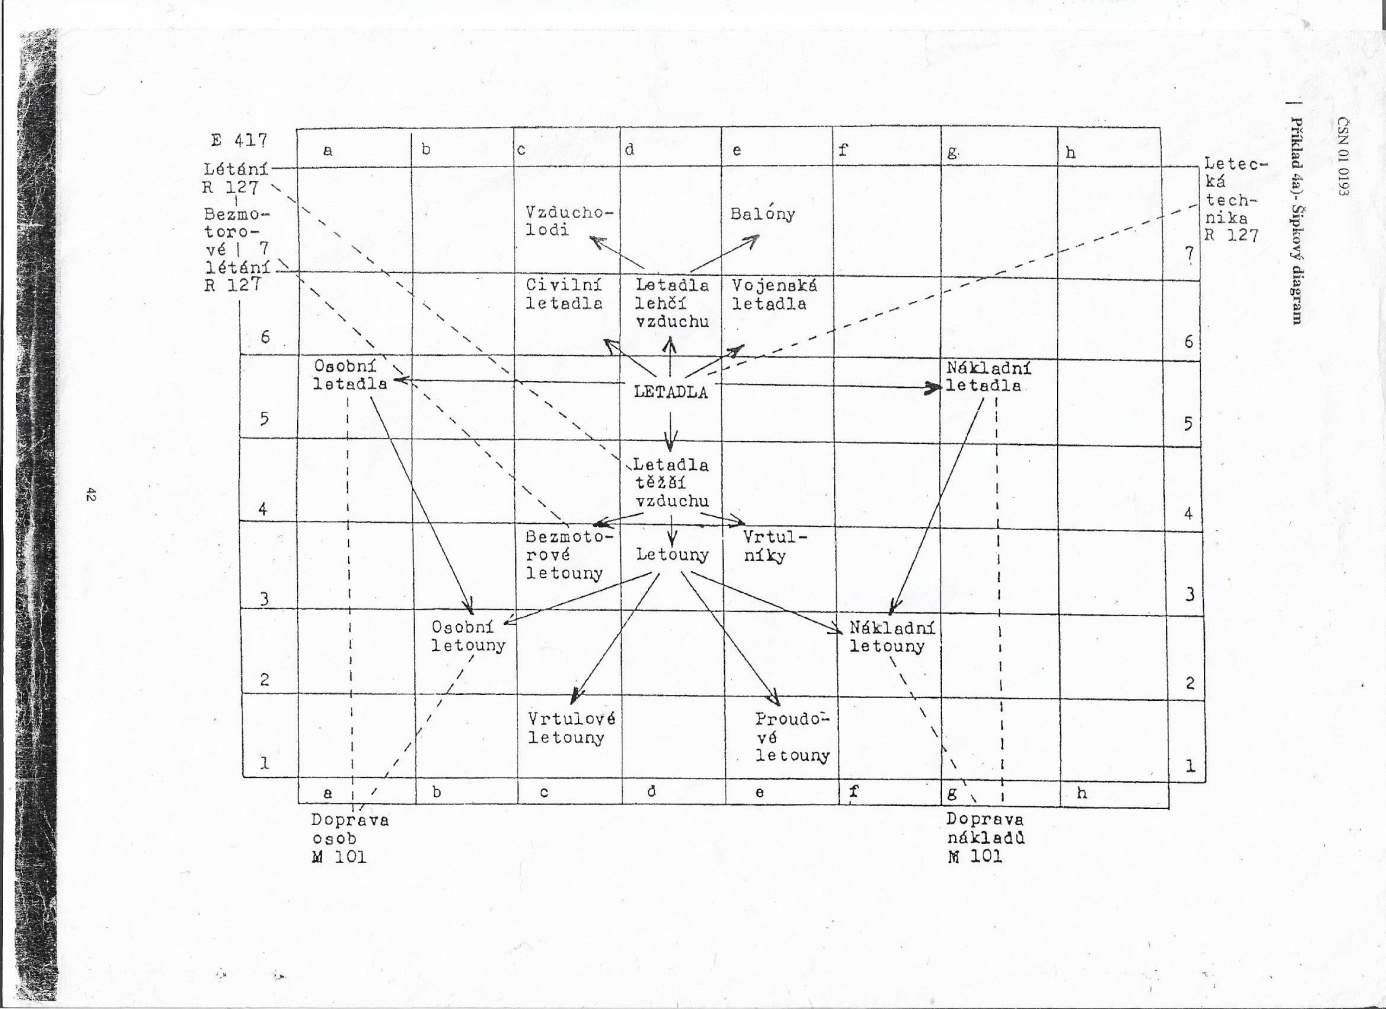 ČSN 01 0193
Příklad 4a)- Šipkový diagram
E 417
a b c d e f g h
Létání
R 127
Bezmo-
toro-
vé 7
létání
R 127
Letec-
ká
tech-
nika
R 127
7
Vzducho-
lodi
Balóny
Civilní
letadla
Letadla
lehčí
vzduchu
Vojenská
letadla
6
6
Osobní
letadla
LETADLA
Nákladní
letadla
5
5
Letadla
těžší
vzduchu
4
4
Bezmoto-
rové
letouny
Letouny
Vrtul-
níky
3
3
Osobní
letouny
Nákladní
letouny
2
2
Vrtulové
letouny
Proudo-
vé
letouny
1
1
a b c d e f g h
Doprava
osob
M 101
Doprava
nákladů
M 101
42